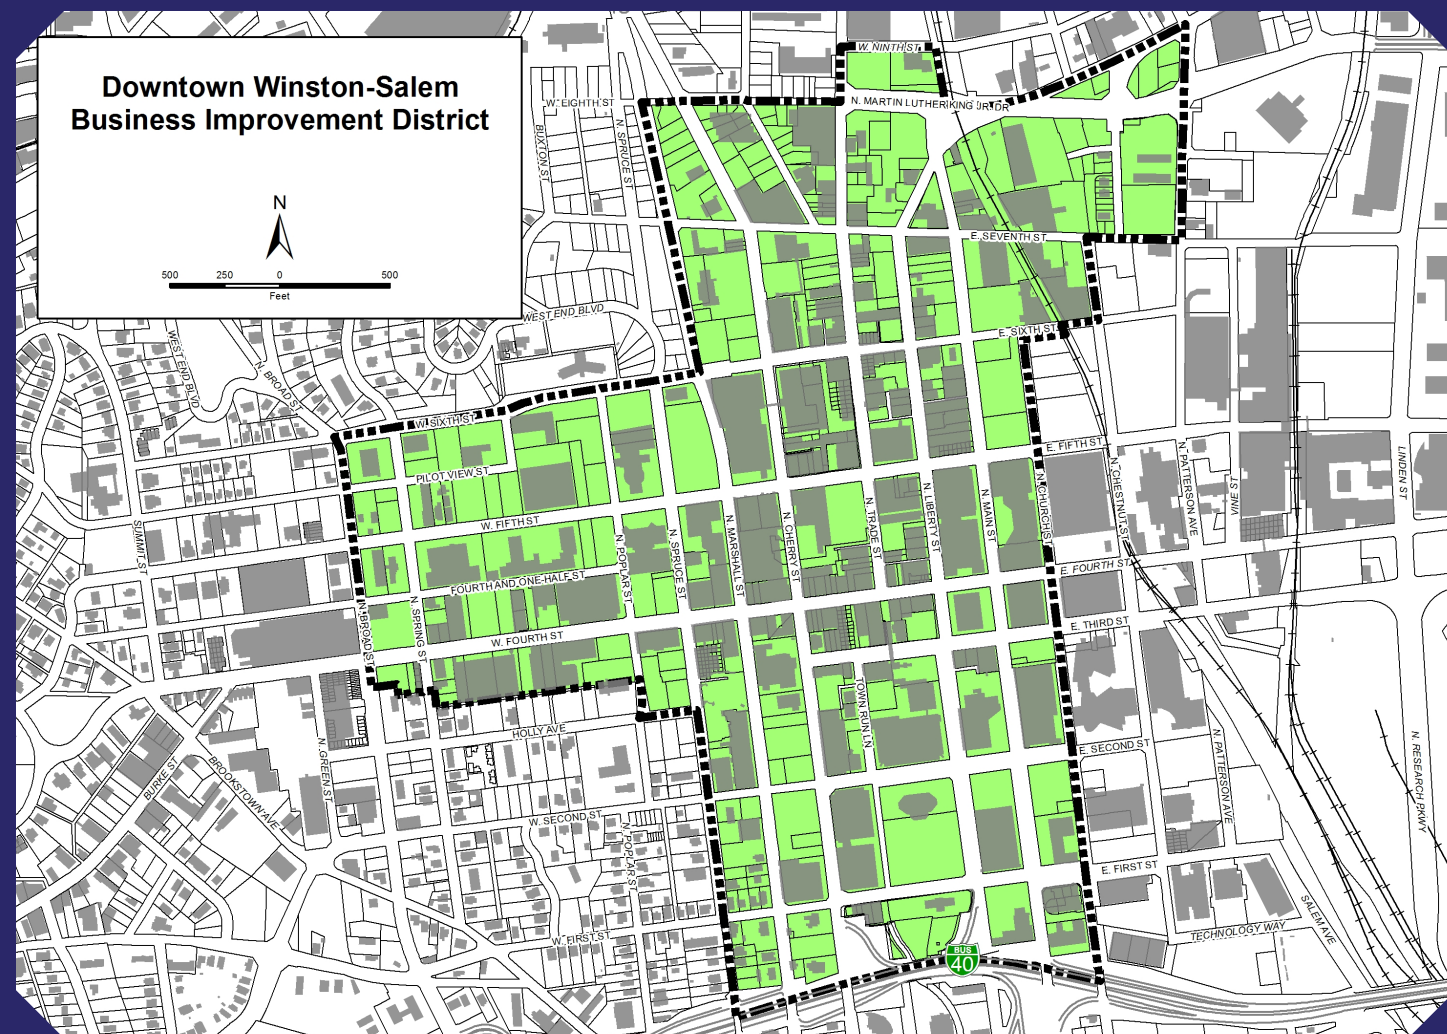 Downtown Winston-Salem
Business Improvement District
N
500 250 0 500
Feet
W. NINTH ST.
W. EIGHTH ST
N. MARTIN LUTHER KING JR DR
BUXTON ST
N. SPRUCE ST
E. SEVENTH ST
WEST END BLVD
E. SIXTH ST
WEST END BLVD
N. BROAD ST
W. SIXTH ST
E. FIFTH ST
PILOT VIEW ST
N. CHURCH ST
N. CHESTNUT ST
N. PATTERSON AVE
VINE ST
LINDEN ST
SUMMIT ST
W. FIFTH ST
N. POPLAR ST
N. SPRUCE ST
N. MARSHALL ST
N. CHERRY ST
N. TRADE ST
N. LIBERTY ST
N. MAIN ST
E. FOURTH ST
FOURTH AND ONE-HALF ST
N. BROAD ST
N. SPRING ST
W. FOURTH ST
E. THIRD ST
TOWN RUN LN
HOLLY AVE
E. SECOND ST
N. GREEN ST
BURKE ST
BROOKSTOWN AVE
N. PATTERSON AVE
N. RESEARCH PKWY
W. SECOND ST
N. POPLAR ST
E. FIRST ST
SALEM AVE
TECHNOLOGY WAY
W. FIRST ST
BUS
40